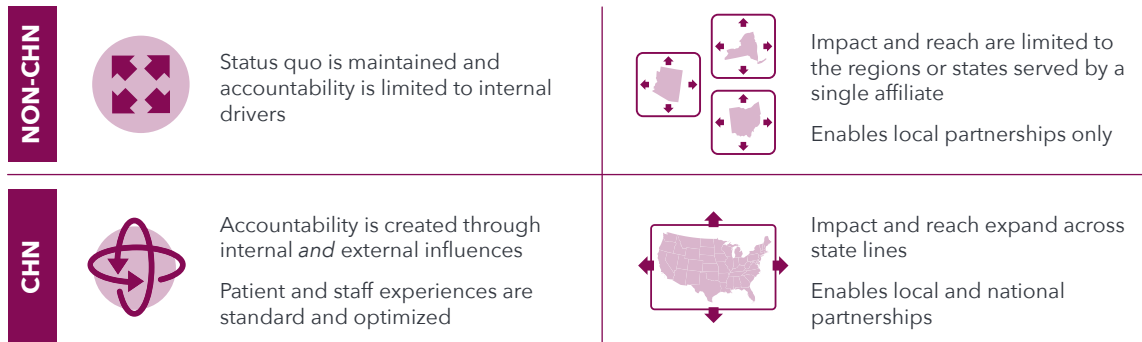 NON-CHN
Status quo is maintained and
accountability is limited to internal
drivers
Impact and reach are limited to
the regions or states served by a
single affiliate
Enables local partnerships only
CHN
Accountability is created through
internal and external influences
Patient and staff experiences are
standard and optimized
Impact and reach expand across
state lines
Enables local and national
partnerships